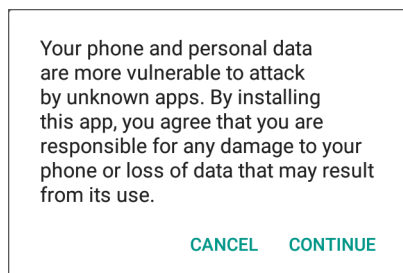 Your phone and personal data
are more vulnerable to attack
by unknown apps. By installing
this app, you agree that you are
responsible for any damage to your
phone or loss of data that may result
from its use.
CANCEL CONTINUE